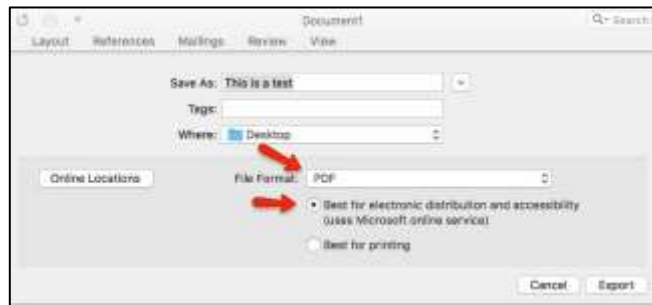 Document1
Search
Layout References Mailings Review View
Save As: This is a test
Tags:
Where: Desktop
Online Locations
File Format: PDF
Best for electronic distribution and accessibility
(uses Microsoft online service)
Best for printing
Cancel Export